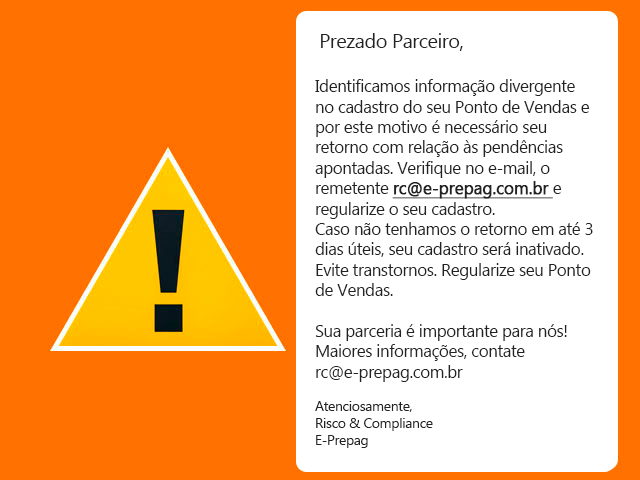 Prezado Parceiro,
Identificamos informação divergente
no cadastro do seu Ponto de Vendas e
por este motivo é necessário seu
retorno com relação às pendências
apontadas. Verifique no e-mail, o
remetente rc@e-prepag.com.br e
regularize o seu cadastro.
Caso não tenhamos o retorno em até 3
dias úteis, seu cadastro será inativado.
Evite transtornos. Regularize seu Ponto
de Vendas.
Sua parceria é importante para nós!
Maiores informações, contate
rc@e-prepag.com.br
Atenciosamente,
Risco & Compliance
E-Prepag